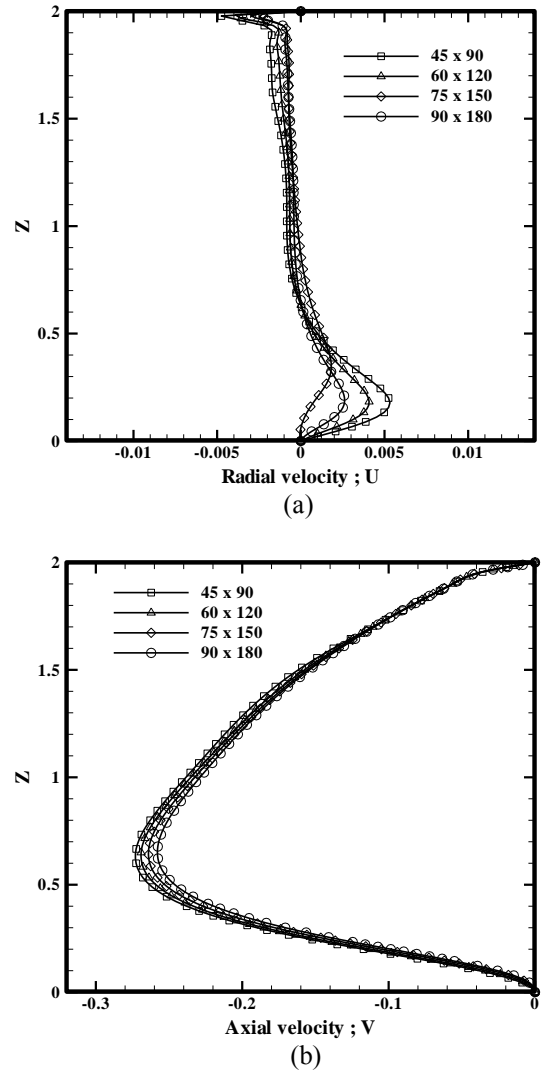 2
45 x 90
60 x 120
75 x 150
90 x 180
1.5
Z
1
0.5
0
-0.01 -0.005 0 0.005 0.01
Radial velocity ; U
(a)
2
45 x 90
60 x 120
75 x 150
90 x 180
1.5
Z
1
0.5
0
-0.3 -0.2 -0.1 0
Axial velocity ; V
(b)